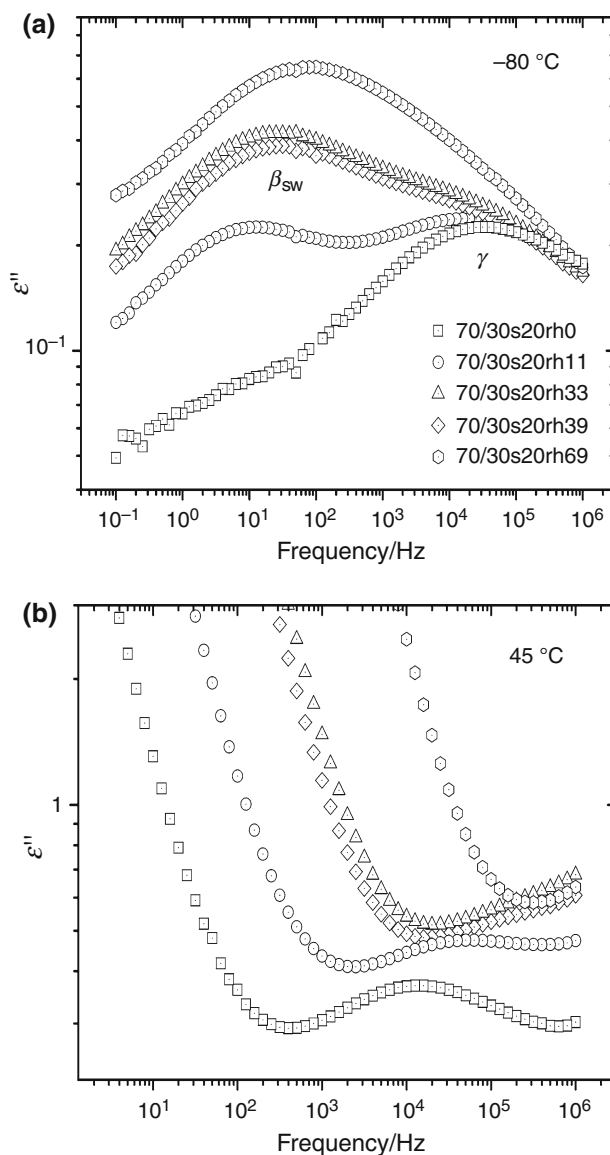 (a)
−80 °C
βsw
γ
ε''
10⁻¹
70/30s20rh0
70/30s20rh11
70/30s20rh33
70/30s20rh39
70/30s20rh69
10⁻¹ 10⁰ 10¹ 10² 10³ 10⁴ 10⁵ 10⁶
Frequency/Hz
(b)
45 °C
ε''
1
10¹ 10² 10³ 10⁴ 10⁵ 10⁶
Frequency/Hz